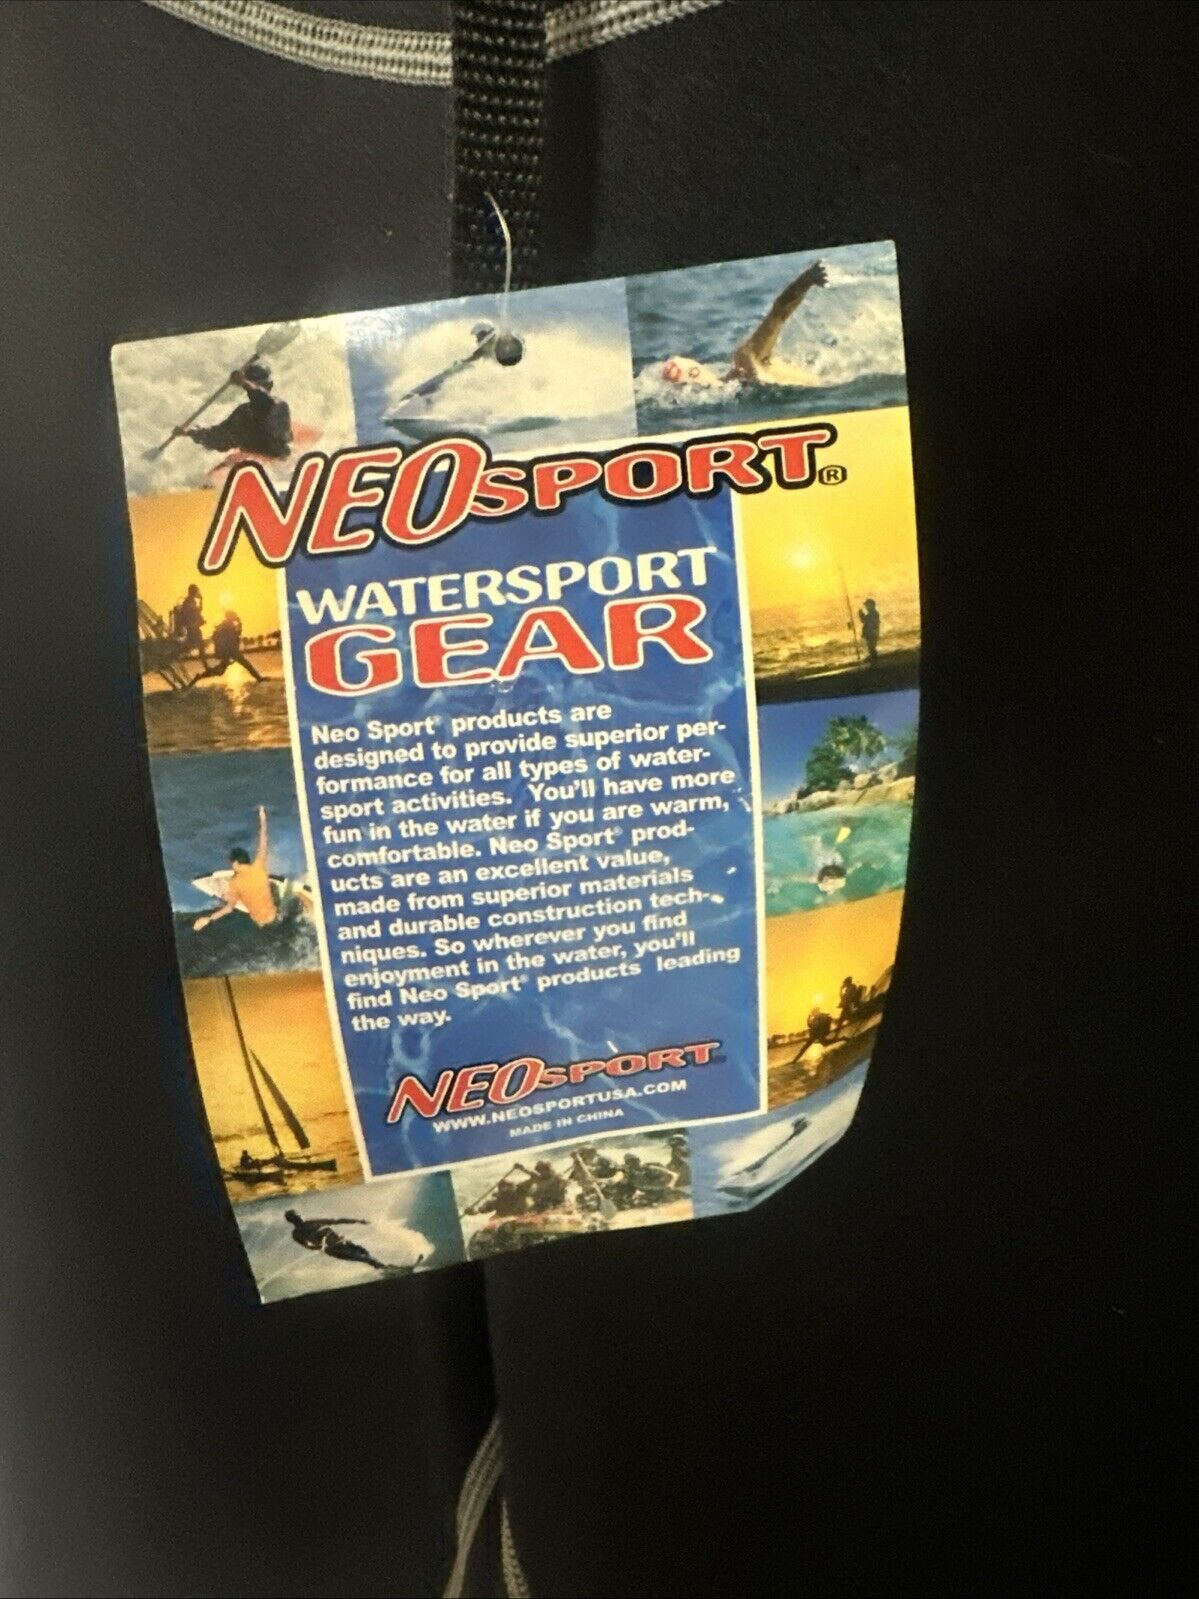 NEOSPORT®
WATERSPORT
GEAR
Neo Sport® products are
designed to provide superior per-
formance for all types of water-
sport activities. You'll have more
fun in the water if you are warm,
comfortable. Neo Sport® prod-
ucts are an excellent value,
made from superior materials
and durable construction tech-
niques. So wherever you find
enjoyment in the water, you'll
find Neo Sport® products leading
the way.
NEOSPORT
WWW.NEOSPORTUSA.COM
MADE IN CHINA